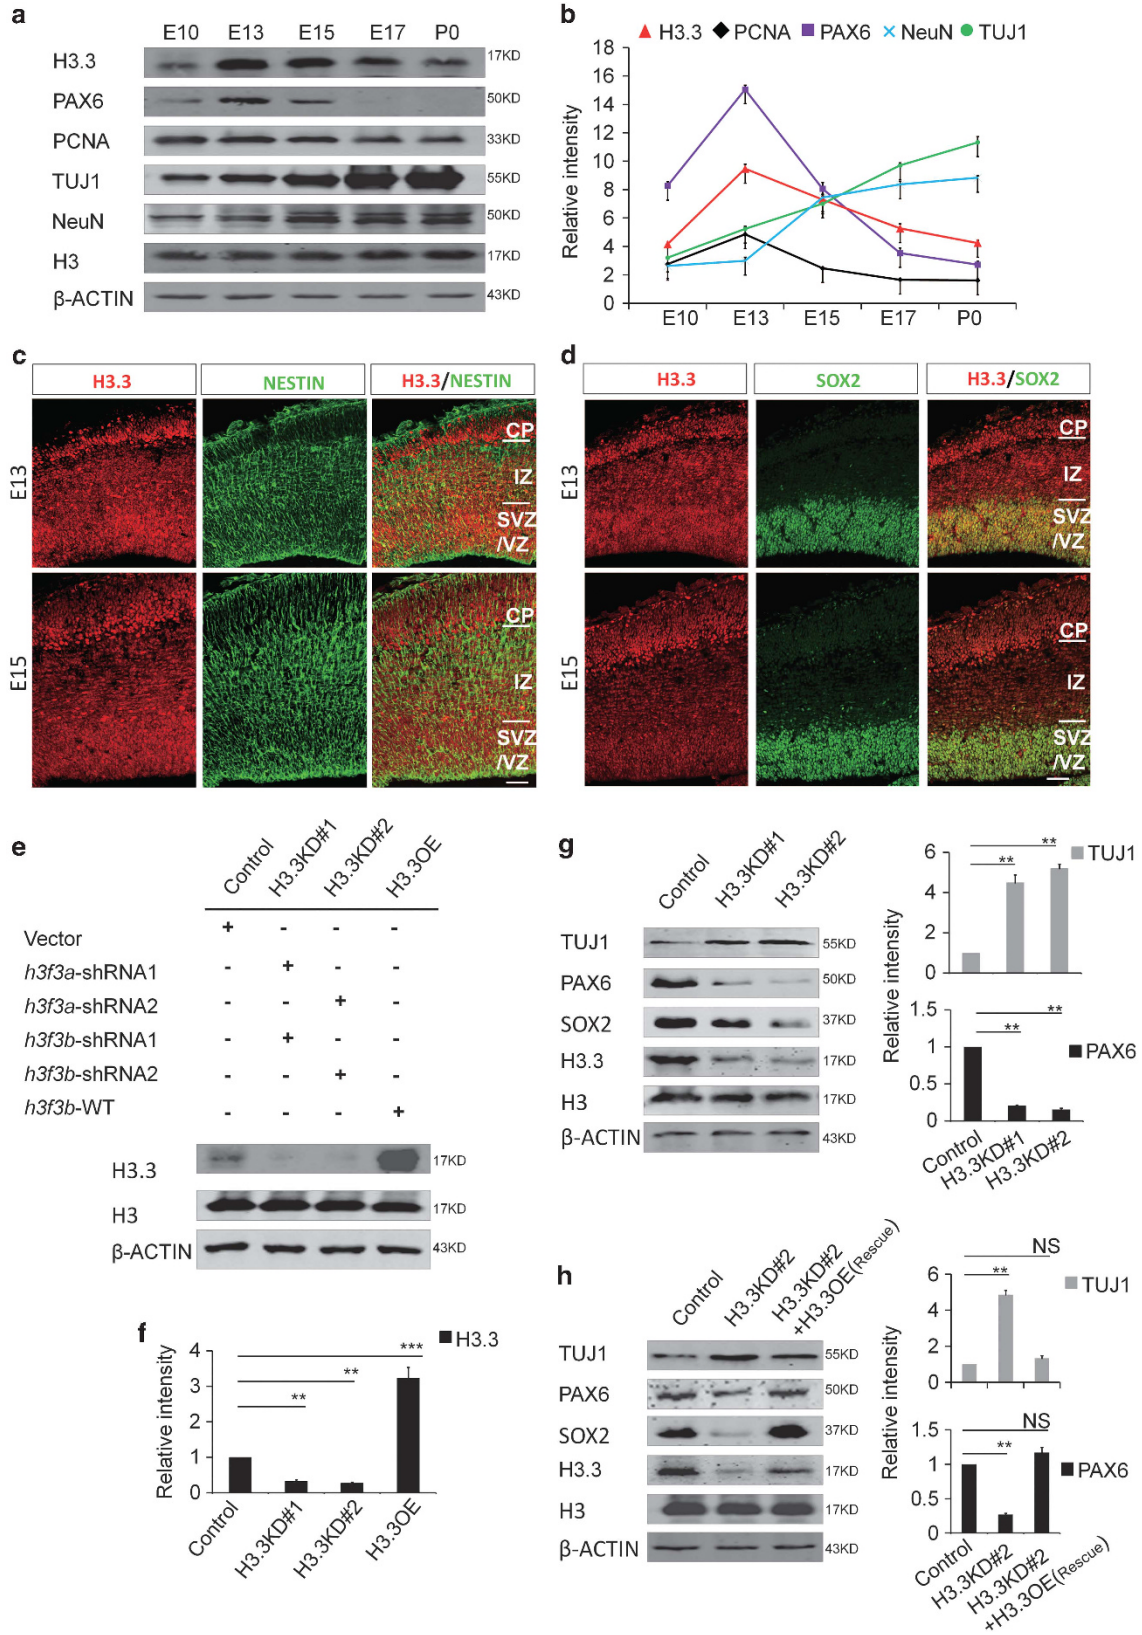 a
E10 E13 E15 E17 P0
H3.3 17KD
PAX6 50KD
PCNA 33KD
TUJ1 55KD
NeuN 50KD
H3 17KD
β-ACTIN 43KD
b
H3.3 PCNA PAX6 NeuN TUJ1
Relative intensity
18
16
14
12
10
8
6
4
2
0
E10 E13 E15 E17 P0
c
H3.3 NESTIN H3.3/NESTIN
E13
CP
IZ
SVZ
/VZ
E15
CP
IZ
SVZ
/VZ
d
H3.3 SOX2 H3.3/SOX2
E13
CP
IZ
SVZ
/VZ
E15
CP
IZ
SVZ
/VZ
e
Control H3.3KD#1 H3.3KD#2 H3.3OE
Vector + - - -
h3f3a-shRNA1 - + - -
h3f3a-shRNA2 - - + -
h3f3b-shRNA1 - + - -
h3f3b-shRNA2 - - + -
h3f3b-WT - - - +
H3.3 17KD
H3 17KD
β-ACTIN 43KD
f
H3.3
Relative intensity
4
3
2
1
0
** ** ***
Control H3.3KD#1 H3.3KD#2 H3.3OE
g
Control H3.3KD#1 H3.3KD#2
TUJ1 55KD
PAX6 50KD
SOX2 37KD
H3.3 17KD
H3 17KD
β-ACTIN 43KD
Relative intensity
6
4
2
0
** **
TUJ1
1.5
1
0.5
0
** **
PAX6
Control H3.3KD#1 H3.3KD#2
h
Control H3.3KD#2 H3.3KD#2
+H3.3OE(Rescue)
TUJ1 55KD
PAX6 50KD
SOX2 37KD
H3.3 17KD
H3 17KD
β-ACTIN 43KD
Relative intensity
6
4
2
0
** NS
TUJ1
1.5
1
0.5
0
** NS
PAX6
Control H3.3KD#2 H3.3KD#2
+H3.3OE(Rescue)